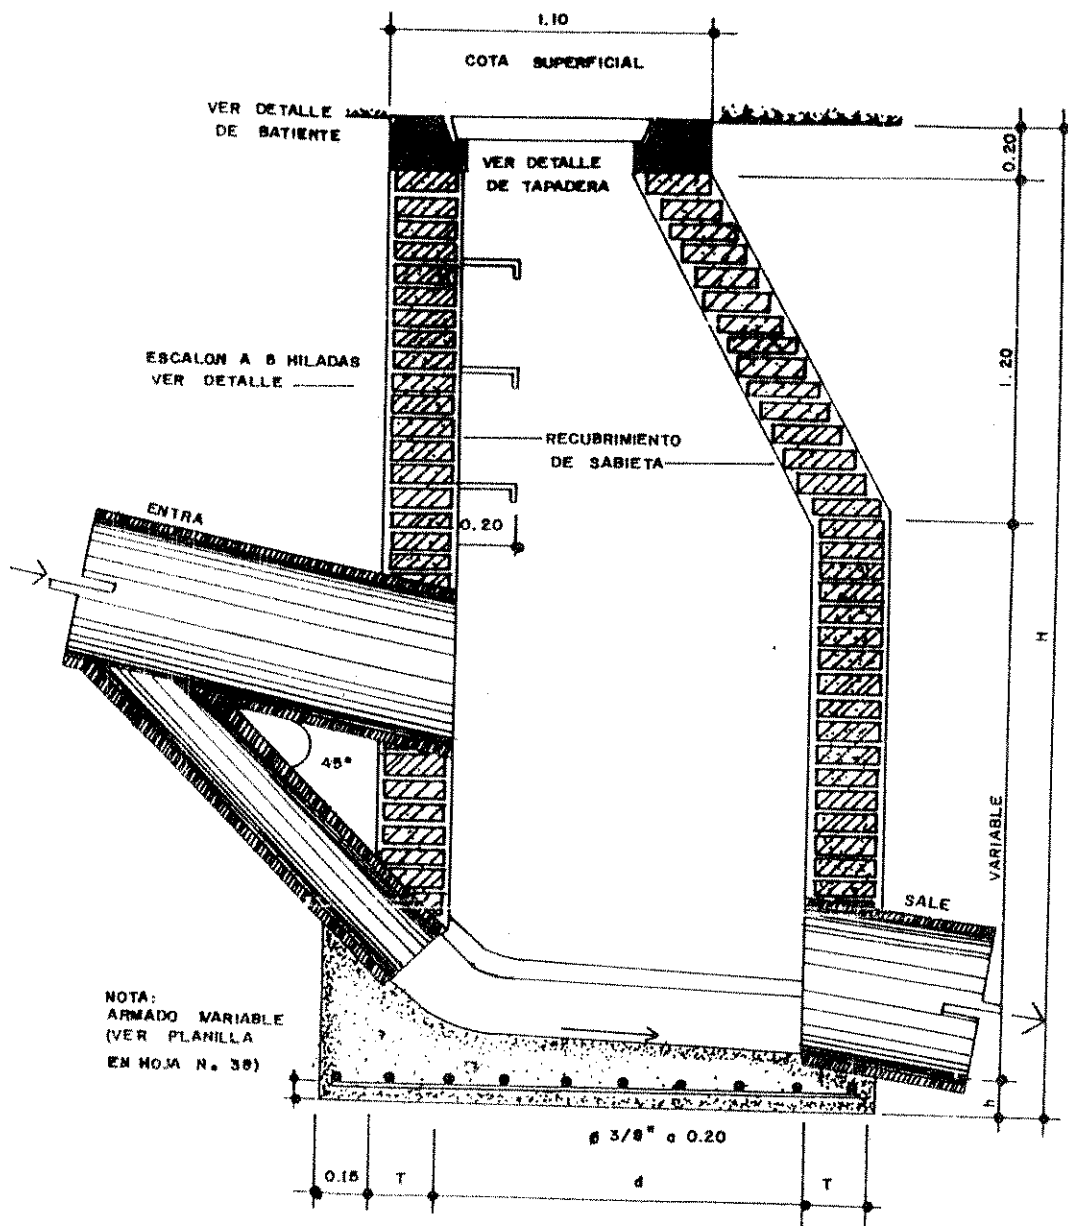 1.10
COTA SUPERFICIAL
VER DETALLE
DE BATIENTE
VER DETALLE
DE TAPADERA
0.20
1.20
ESCALON A 6 HILADAS
VER DETALLE
RECUBRIMIENTO
DE SABIETA
0.20
ENTRA
H
45°
VARIABLE
SALE
NOTA:
ARMADO VARIABLE
(VER PLANILLA
EN HOJA N. 38)
h
ø 3/8" a 0.20
0.15
T
d
T